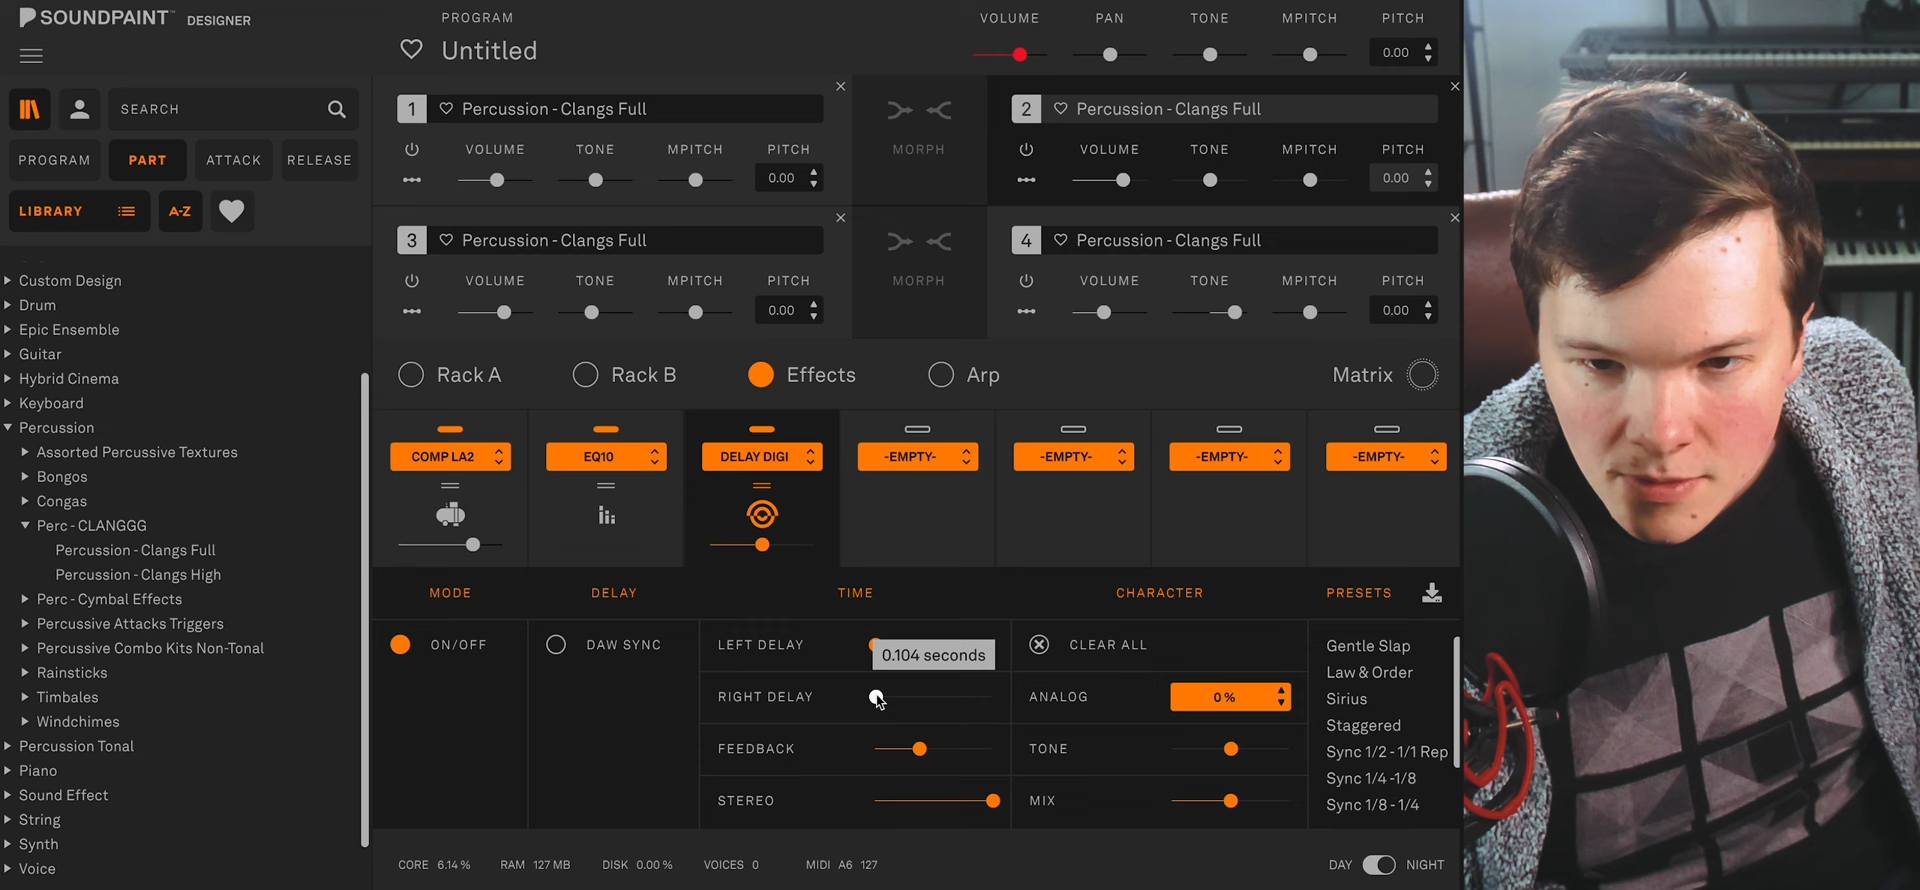 SOUNDPAINT™ DESIGNER
PROGRAM
Untitled
VOLUME PAN TONE MPITCH PITCH
0.00
SEARCH
PROGRAM PART ATTACK RELEASE
LIBRARY A-Z
Custom Design
Drum
Epic Ensemble
Guitar
Hybrid Cinema
Keyboard
Percussion
Assorted Percussive Textures
Bongos
Congas
Perc - CLANGGG
Percussion - Clangs Full
Percussion - Clangs High
Perc - Cymbal Effects
Percussive Attacks Triggers
Percussive Combo Kits Non-Tonal
Rainsticks
Timbales
Windchimes
Percussion Tonal
Piano
Sound Effect
String
Synth
Voice
1 Percussion - Clangs Full
VOLUME TONE MPITCH PITCH
0.00
MORPH
2 Percussion - Clangs Full
VOLUME TONE MPITCH PITCH
0.00
3 Percussion - Clangs Full
VOLUME TONE MPITCH PITCH
0.00
MORPH
4 Percussion - Clangs Full
VOLUME TONE MPITCH PITCH
0.00
Rack A Rack B Effects Arp Matrix
COMP LA2 EQ10 DELAY DIGI -EMPTY- -EMPTY- -EMPTY- -EMPTY-
MODE DELAY TIME CHARACTER PRESETS
ON/OFF
DAW SYNC
LEFT DELAY
0.104 seconds
RIGHT DELAY
FEEDBACK
STEREO
CLEAR ALL
ANALOG 0 %
TONE
MIX
Gentle Slap
Law & Order
Sirius
Staggered
Sync 1/2 - 1/1 Rep
Sync 1/4 -1/8
Sync 1/8 - 1/4
CORE 6.14 % RAM 127 MB DISK 0.00 % VOICES 0 MIDI A6 127
DAY NIGHT